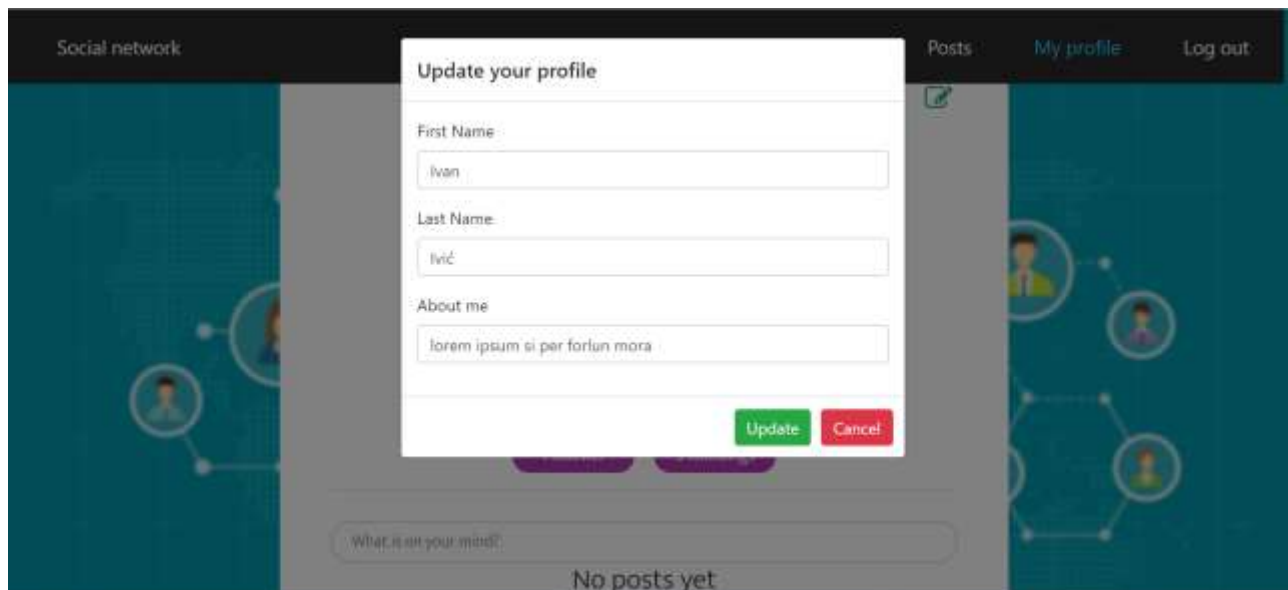 Social network
Posts
My profile
Log out
Update your profile
First Name
Ivan
Last Name
Ivić
About me
lorem ipsum si per forlun mora
Update
Cancel
What is on your mind?
No posts yet